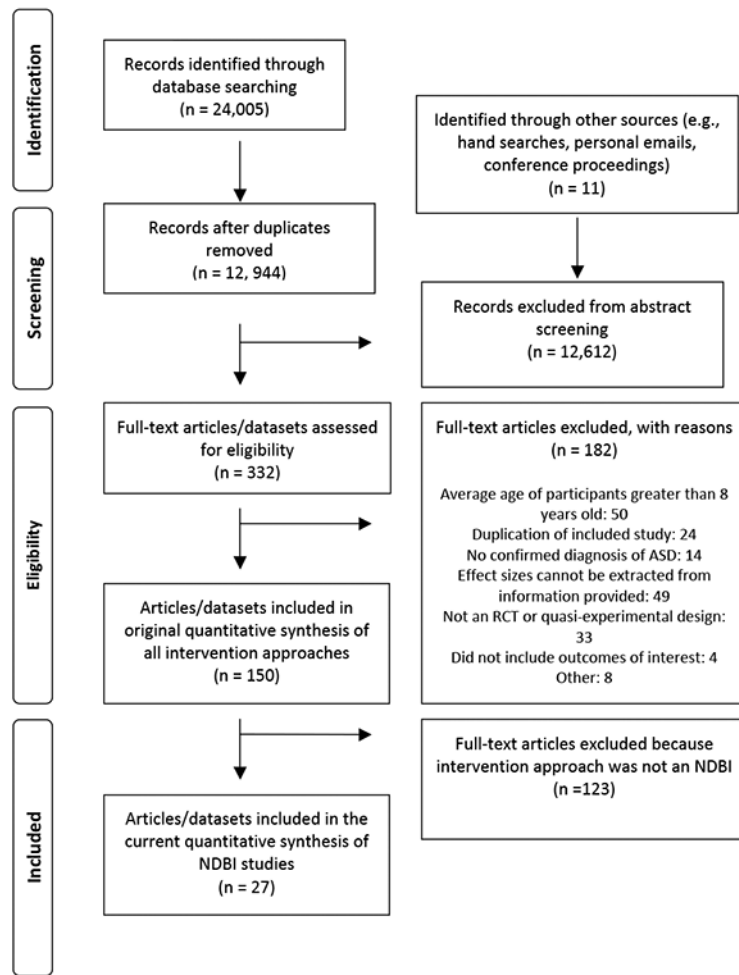 Identification
Records identified through
database searching
(n = 24,005)
Identified through other sources (e.g.,
hand searches, personal emails,
conference proceedings)
(n = 11)
Screening
Records after duplicates
removed
(n = 12, 944)
Records excluded from abstract
screening
(n = 12,612)
Eligibility
Full-text articles/datasets assessed
for eligibility
(n = 332)
Full-text articles excluded, with reasons
(n = 182)
Average age of participants greater than 8
years old: 50
Duplication of included study: 24
No confirmed diagnosis of ASD: 14
Effect sizes cannot be extracted from
information provided: 49
Not an RCT or quasi-experimental design:
33
Did not include outcomes of interest: 4
Other: 8
Articles/datasets included in
original quantitative synthesis of
all intervention approaches
(n = 150)
Included
Full-text articles excluded because
intervention approach was not an NDBI
(n =123)
Articles/datasets included in the
current quantitative synthesis of
NDBI studies
(n = 27)